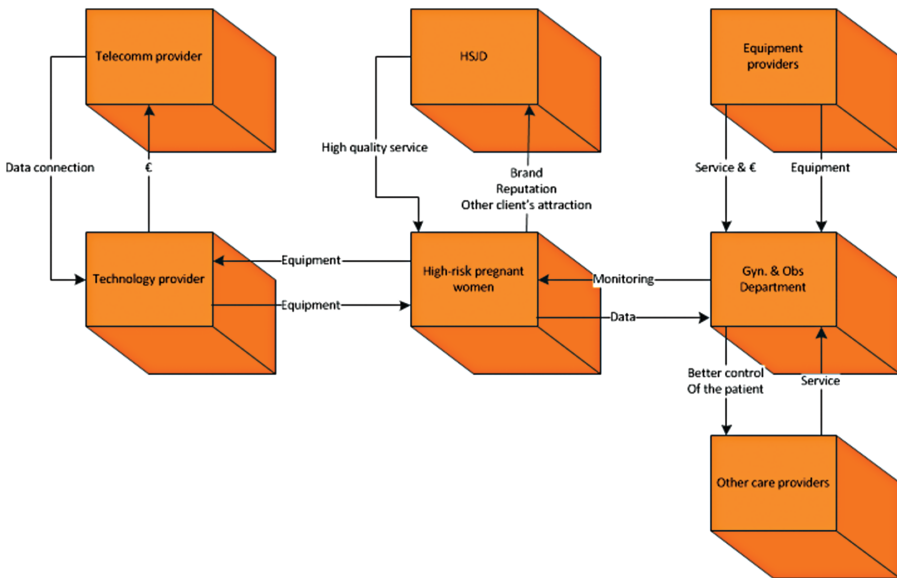 Telecomm provider
HSJD
Equipment
providers
High quality service
Data connection
€
Brand
Reputation
Other client's attraction
Service & €
Equipment
Technology provider
Equipment
Equipment
High-risk pregnant
women
Monitoring
Data
Gyn. & Obs
Department
Better control
Of the patient
Service
Other care providers